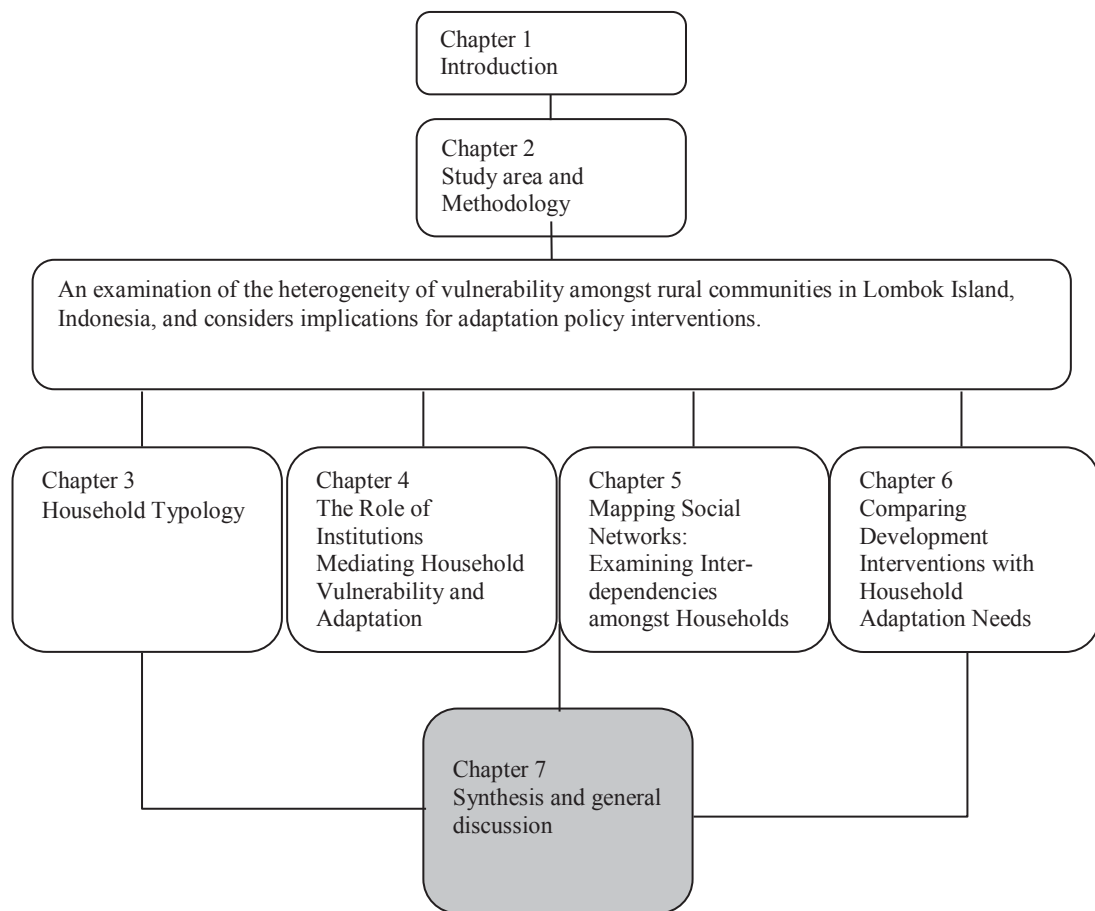 Chapter 1
Introduction
Chapter 2
Study area and
Methodology
An examination of the heterogeneity of vulnerability amongst rural communities in Lombok Island,
Indonesia, and considers implications for adaptation policy interventions.
Chapter 3
Household Typology
Chapter 4
The Role of
Institutions
Mediating Household
Vulnerability and
Adaptation
Chapter 5
Mapping Social
Networks:
Examining Inter-
dependencies
amongst Households
Chapter 6
Comparing
Development
Interventions with
Household
Adaptation Needs
Chapter 7
Synthesis and general
discussion